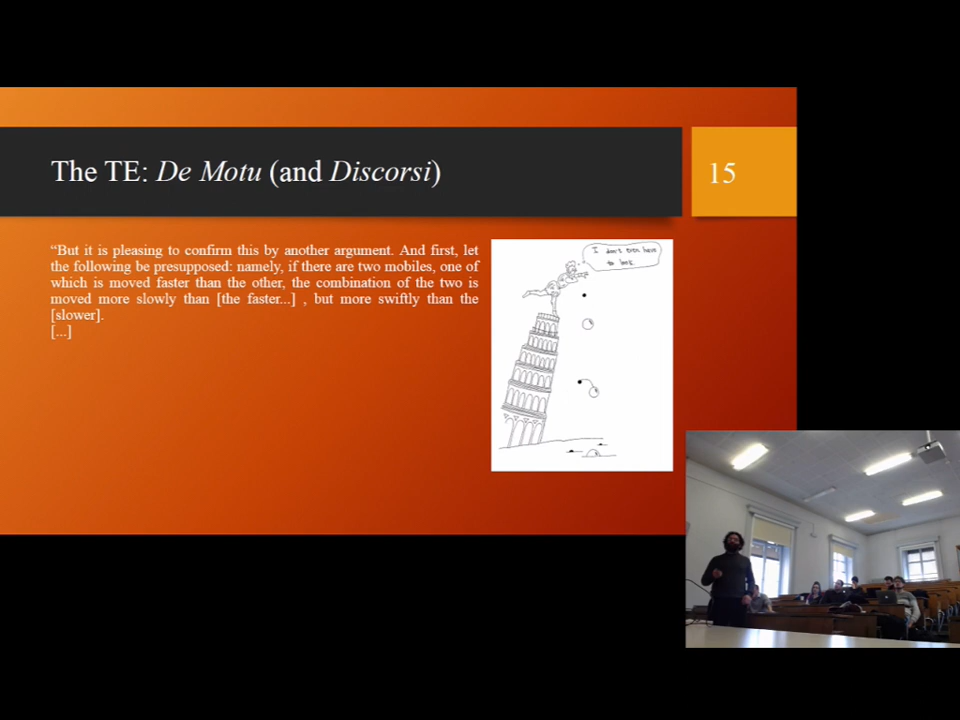 The TE: De Motu (and Discorsi)
15
“But it is pleasing to confirm this by another argument. And first, let
the following be presupposed: namely, if there are two mobiles, one of
which is moved faster than the other, the combination of the two is
moved more slowly than [the faster...] , but more swiftly than the
[slower].
[...]
I don't even have
to look